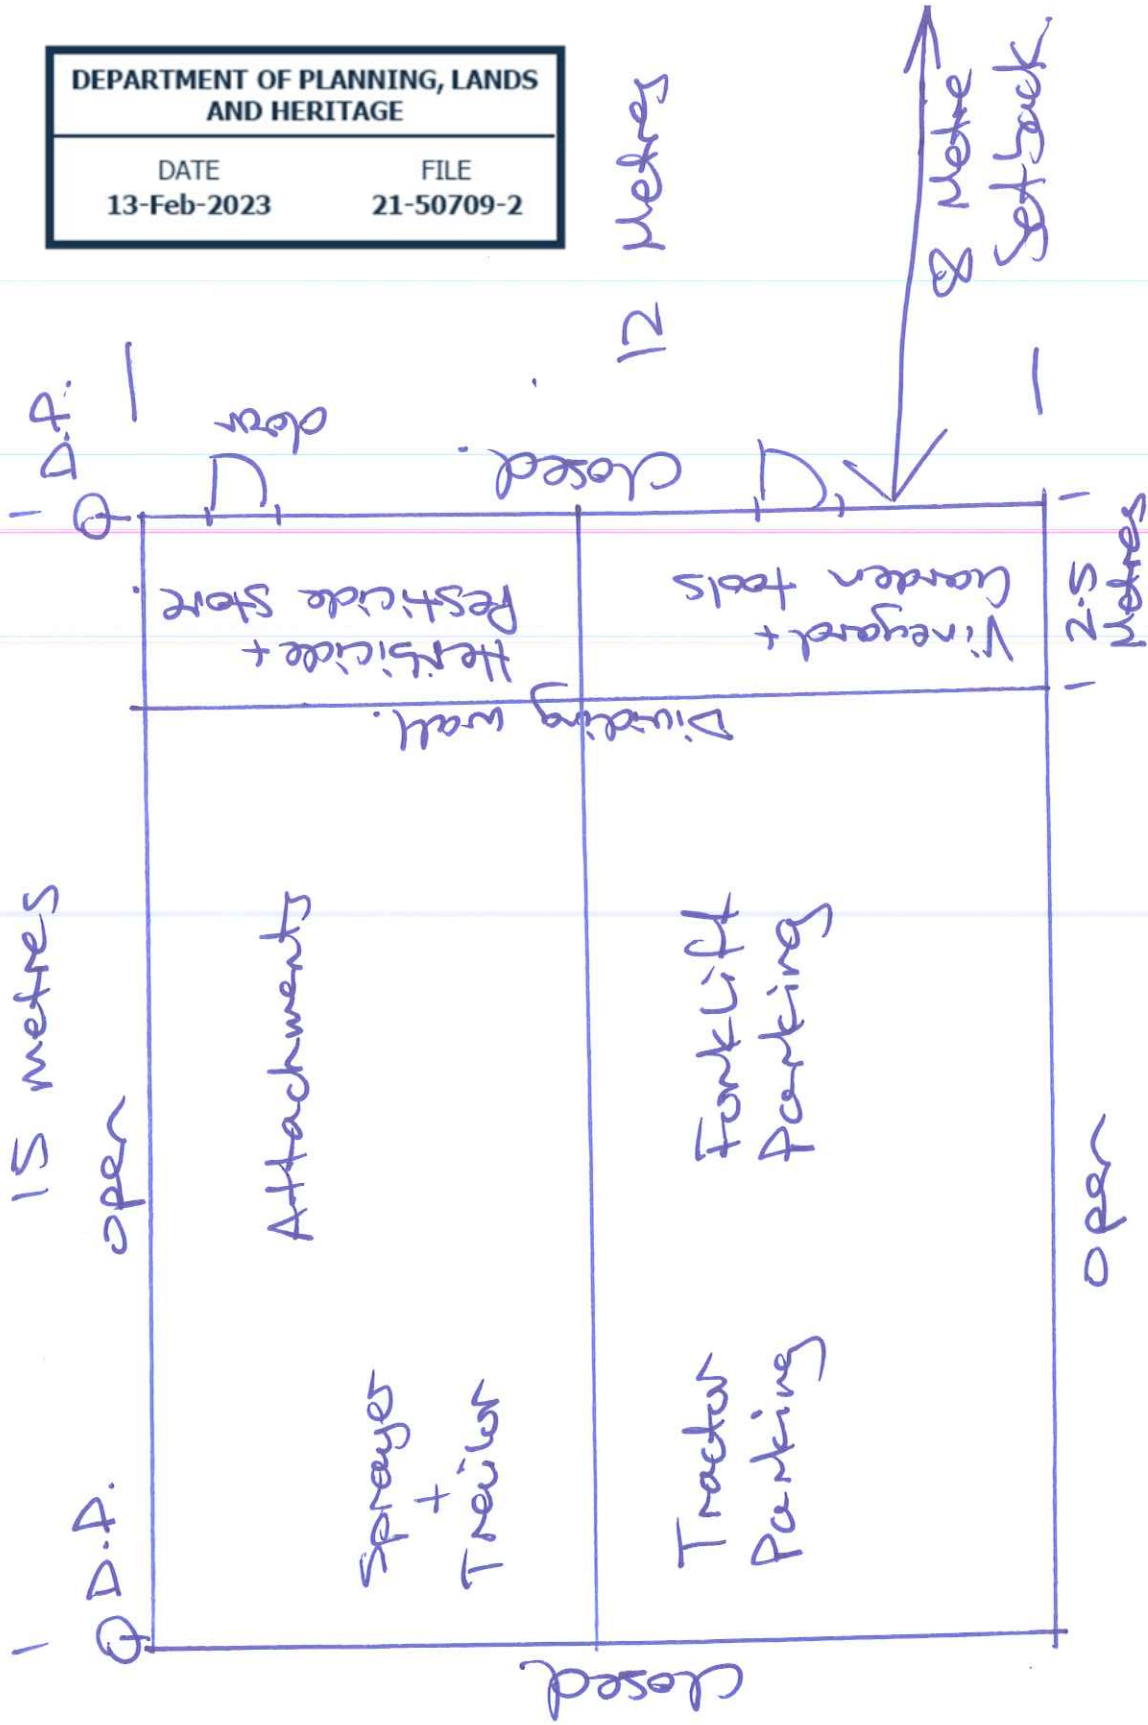 DEPARTMENT OF PLANNING, LANDS
AND HERITAGE
DATE
FILE
13-Feb-2023
21-50709-2
12 Metres
8 Metre
Setback.
D.P.
door
closed.
Herbicide +
Pesticide store.
Vineyard +
Garden tools
2.5
Metres
Dividing wall.
15 metres
open
Attachments
ForkLift
Parking
Sprayer
+
Trailor
Tractor
Parking
open
D.P.
closed.